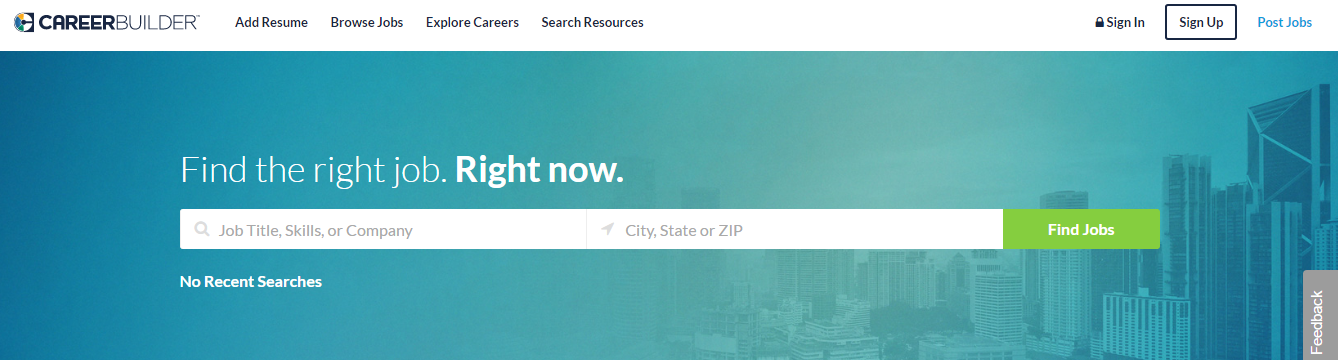 CAREERBUILDER™ Add Resume Browse Jobs Explore Careers Search Resources Sign In Sign Up Post Jobs
Find the right job. Right now.
Job Title, Skills, or Company City, State or ZIP Find Jobs
No Recent Searches
Feedback